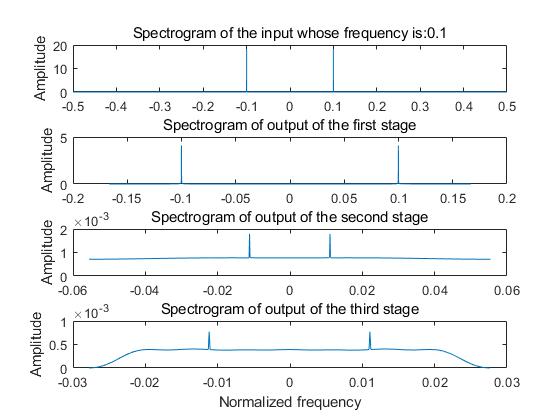 Spectrogram of the input whose frequency is:0.1
Amplitude
20
10
0
-0.5 -0.4 -0.3 -0.2 -0.1 0 0.1 0.2 0.3 0.4 0.5
Spectrogram of output of the first stage
Amplitude
5
0
-0.2 -0.15 -0.1 -0.05 0 0.05 0.1 0.15 0.2
×10-3 Spectrogram of output of the second stage
Amplitude
2
1
0
-0.06 -0.04 -0.02 0 0.02 0.04 0.06
×10-3 Spectrogram of output of the third stage
Amplitude
1
0.5
0
-0.03 -0.02 -0.01 0 0.01 0.02 0.03
Normalized frequency